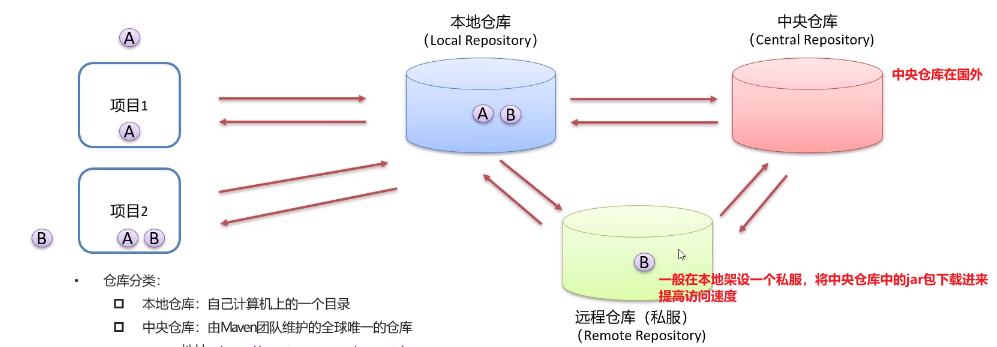 本地仓库
（Local Repository）
中央仓库
（Central Repository）
中央仓库在国外
A
项目1
A
A B
项目2
A B
B
B
一般在本地架设一个私服，将中央仓库中的jar包下载进来
提高访问速度
远程仓库（私服）
（Remote Repository）
• 仓库分类：
本地仓库：自己计算机上的一个目录
中央仓库：由Maven团队维护的全球唯一的仓库